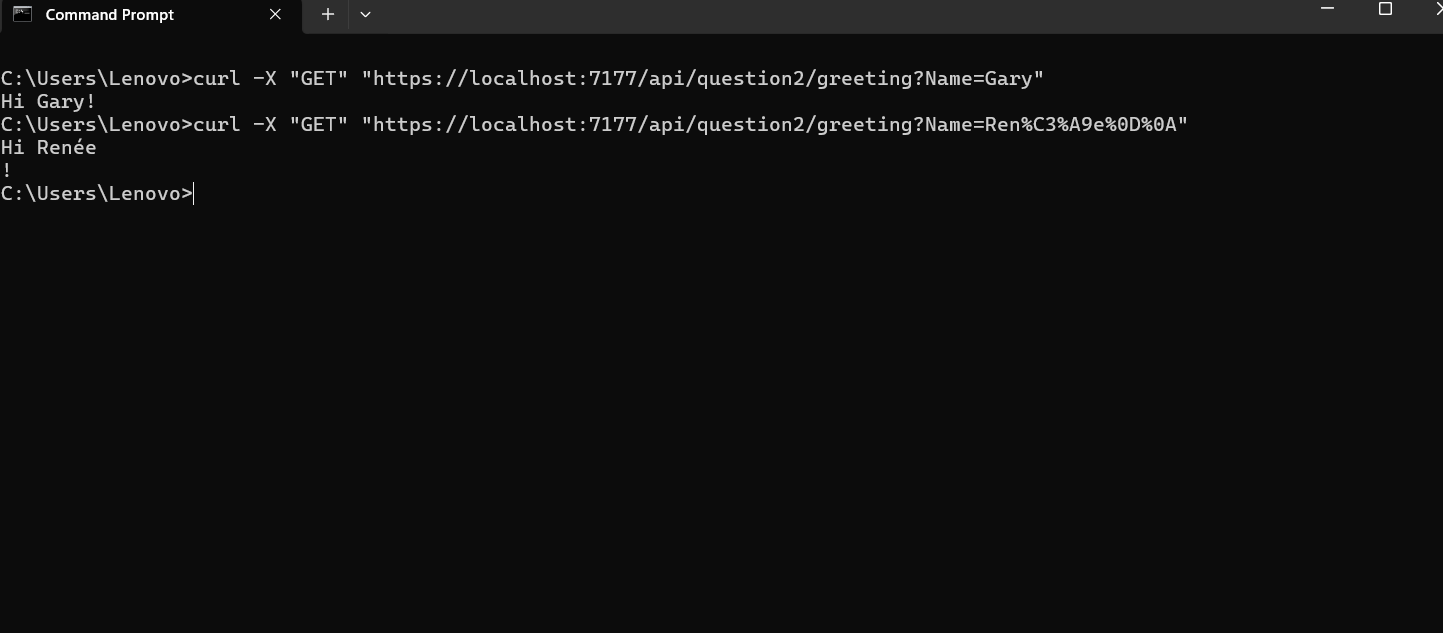 Command Prompt
C:\Users\Lenovo>curl -X "GET" "https://localhost:7177/api/question2/greeting?Name=Gary"
Hi Gary!
C:\Users\Lenovo>curl -X "GET" "https://localhost:7177/api/question2/greeting?Name=Ren%C3%A9e%0D%0A"
Hi Renée
!
C:\Users\Lenovo>